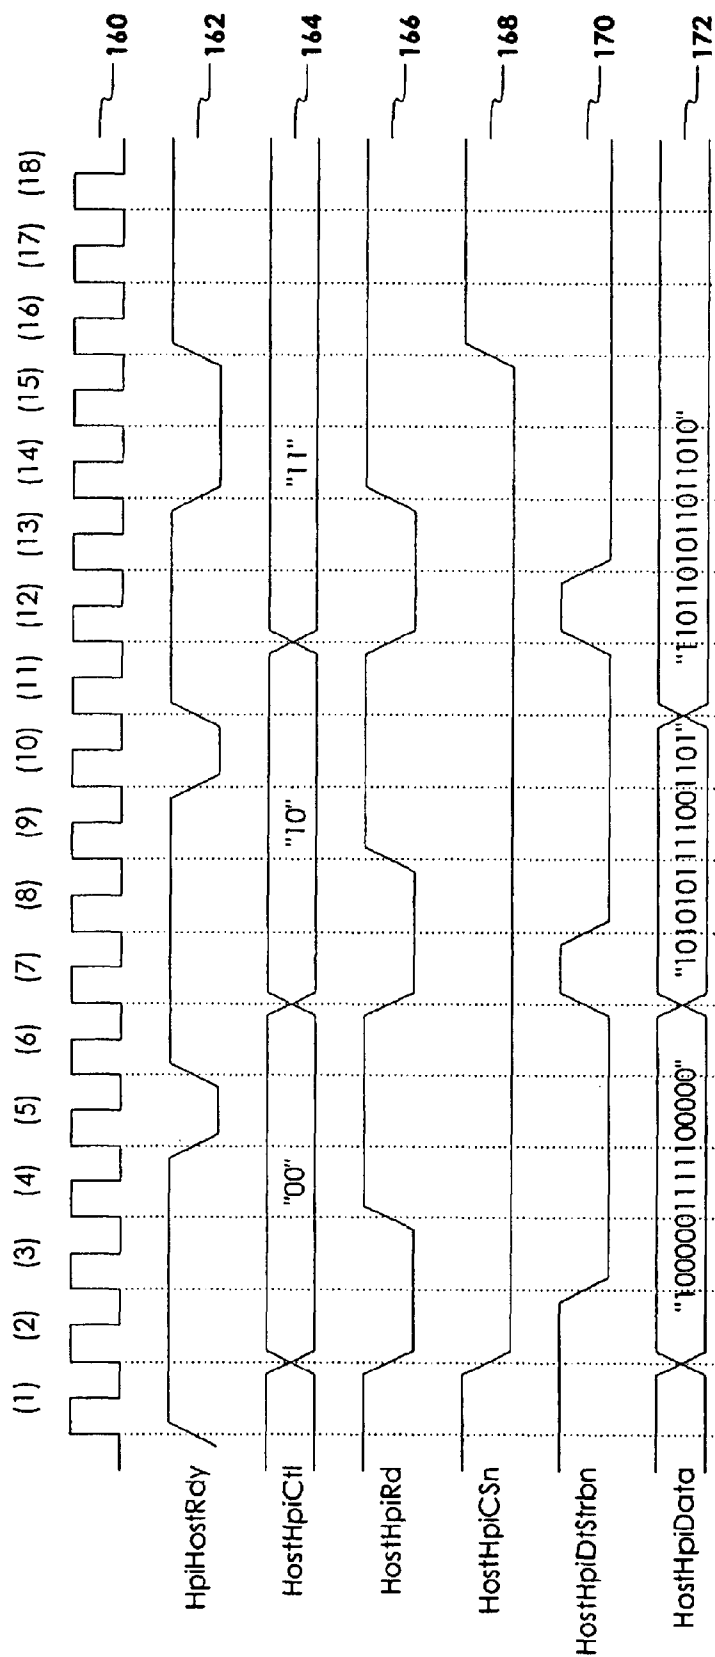 (1) (2) (3) (4) (5) (6) (7) (8) (9) (10) (11) (12) (13) (14) (15) (16) (17) (18)
160
HpiHostRdy 162
HostHpiCtl "00" "10" "11" 164
HostHpiRd 166
HostHpiCSn 168
HostHpiDtStrbn 170
HostHpiData "1000001111100000" "1010101111001101" "1101101011011010" 172